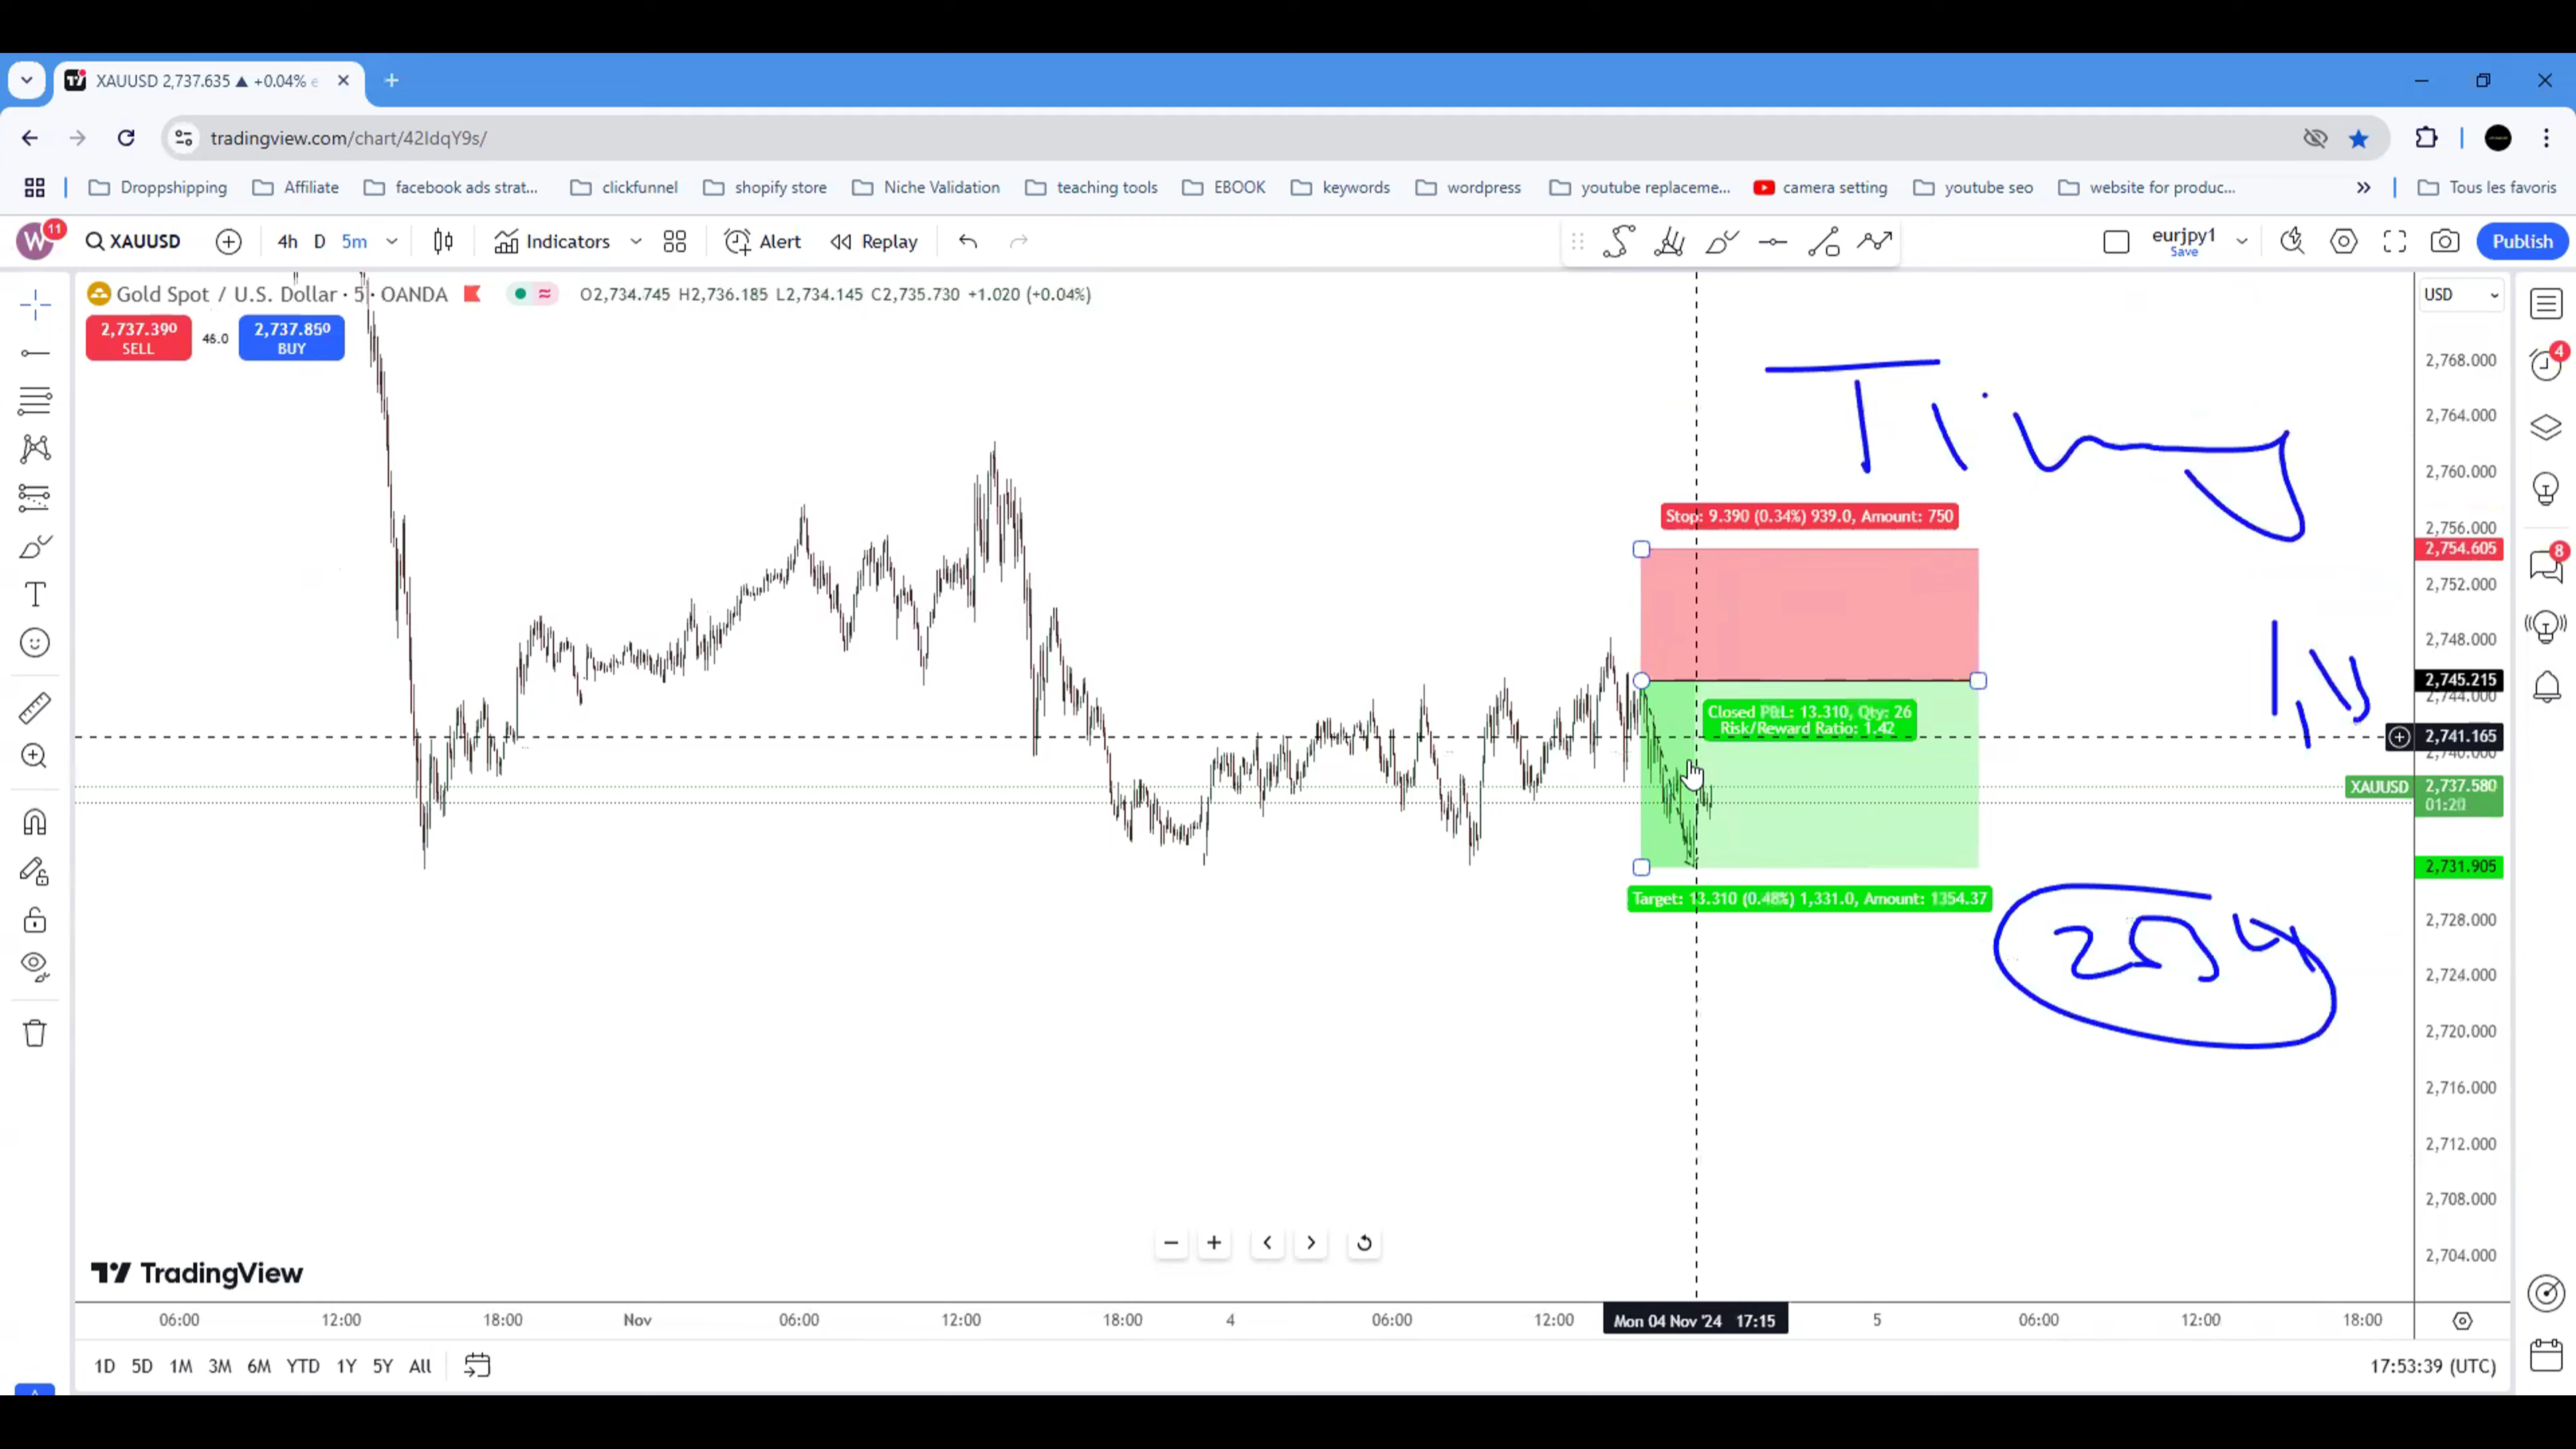 XAUUSD 2,737.635 ▲ +0.04%
tradingview.com/chart/42IdqY9s/
Droppshipping Affiliate facebook ads strat... clickfunnel shopify store Niche Validation teaching tools EBOOK keywords wordpress youtube replaceme... camera setting youtube seo website for produc... » Tous les favoris
W 11 XAUUSD 4h D 5m Indicators Alert Replay eurjpy1 Publish
Save
Gold Spot / U.S. Dollar · 5 · OANDA O2,734.745 H2,736.185 L2,734.145 C2,735.730 +1.020 (+0.04%) USD
2,737.390 46.0 2,737.850
SELL BUY
2,768.000
4
Timing
2,764.000
2,760.000
Stop: 9.390 (0.34%) 939.0, Amount: 750
2,756.000
2,754.605
8
2,752.000
2,748.000
2,745.215
2,744.000
Closed P&L: 13.310, Qty: 26
Risk/Reward Ratio: 1.42
2,741.165
2,740.000
XAUUSD 2,737.580
01:20
2,731.905
Target: 13.310 (0.48%) 1,331.0, Amount: 1354.37
2,728.000
2,724.000
2,720.000
2,716.000
2,712.000
2,708.000
2,704.000
TradingView
06:00 12:00 18:00 Nov 06:00 12:00 18:00 4 06:00 12:00 Mon 04 Nov '24 17:15 5 06:00 12:00 18:00
1D 5D 1M 3M 6M YTD 1Y 5Y All 17:53:39 (UTC)